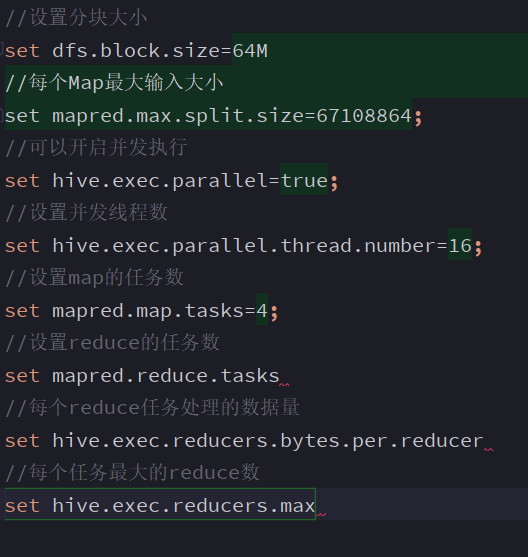 //设置分块大小
set dfs.block.size=64M
//每个Map最大输入大小
set mapred.max.split.size=67108864;
//可以开启并发执行
set hive.exec.parallel=true;
//设置并发线程数
set hive.exec.parallel.thread.number=16;
//设置map的任务数
set mapred.map.tasks=4;
//设置reduce的任务数
set mapred.reduce.tasks
//每个reduce任务处理的数据量
set hive.exec.reducers.bytes.per.reducer
//每个任务最大的reduce数
set hive.exec.reducers.max